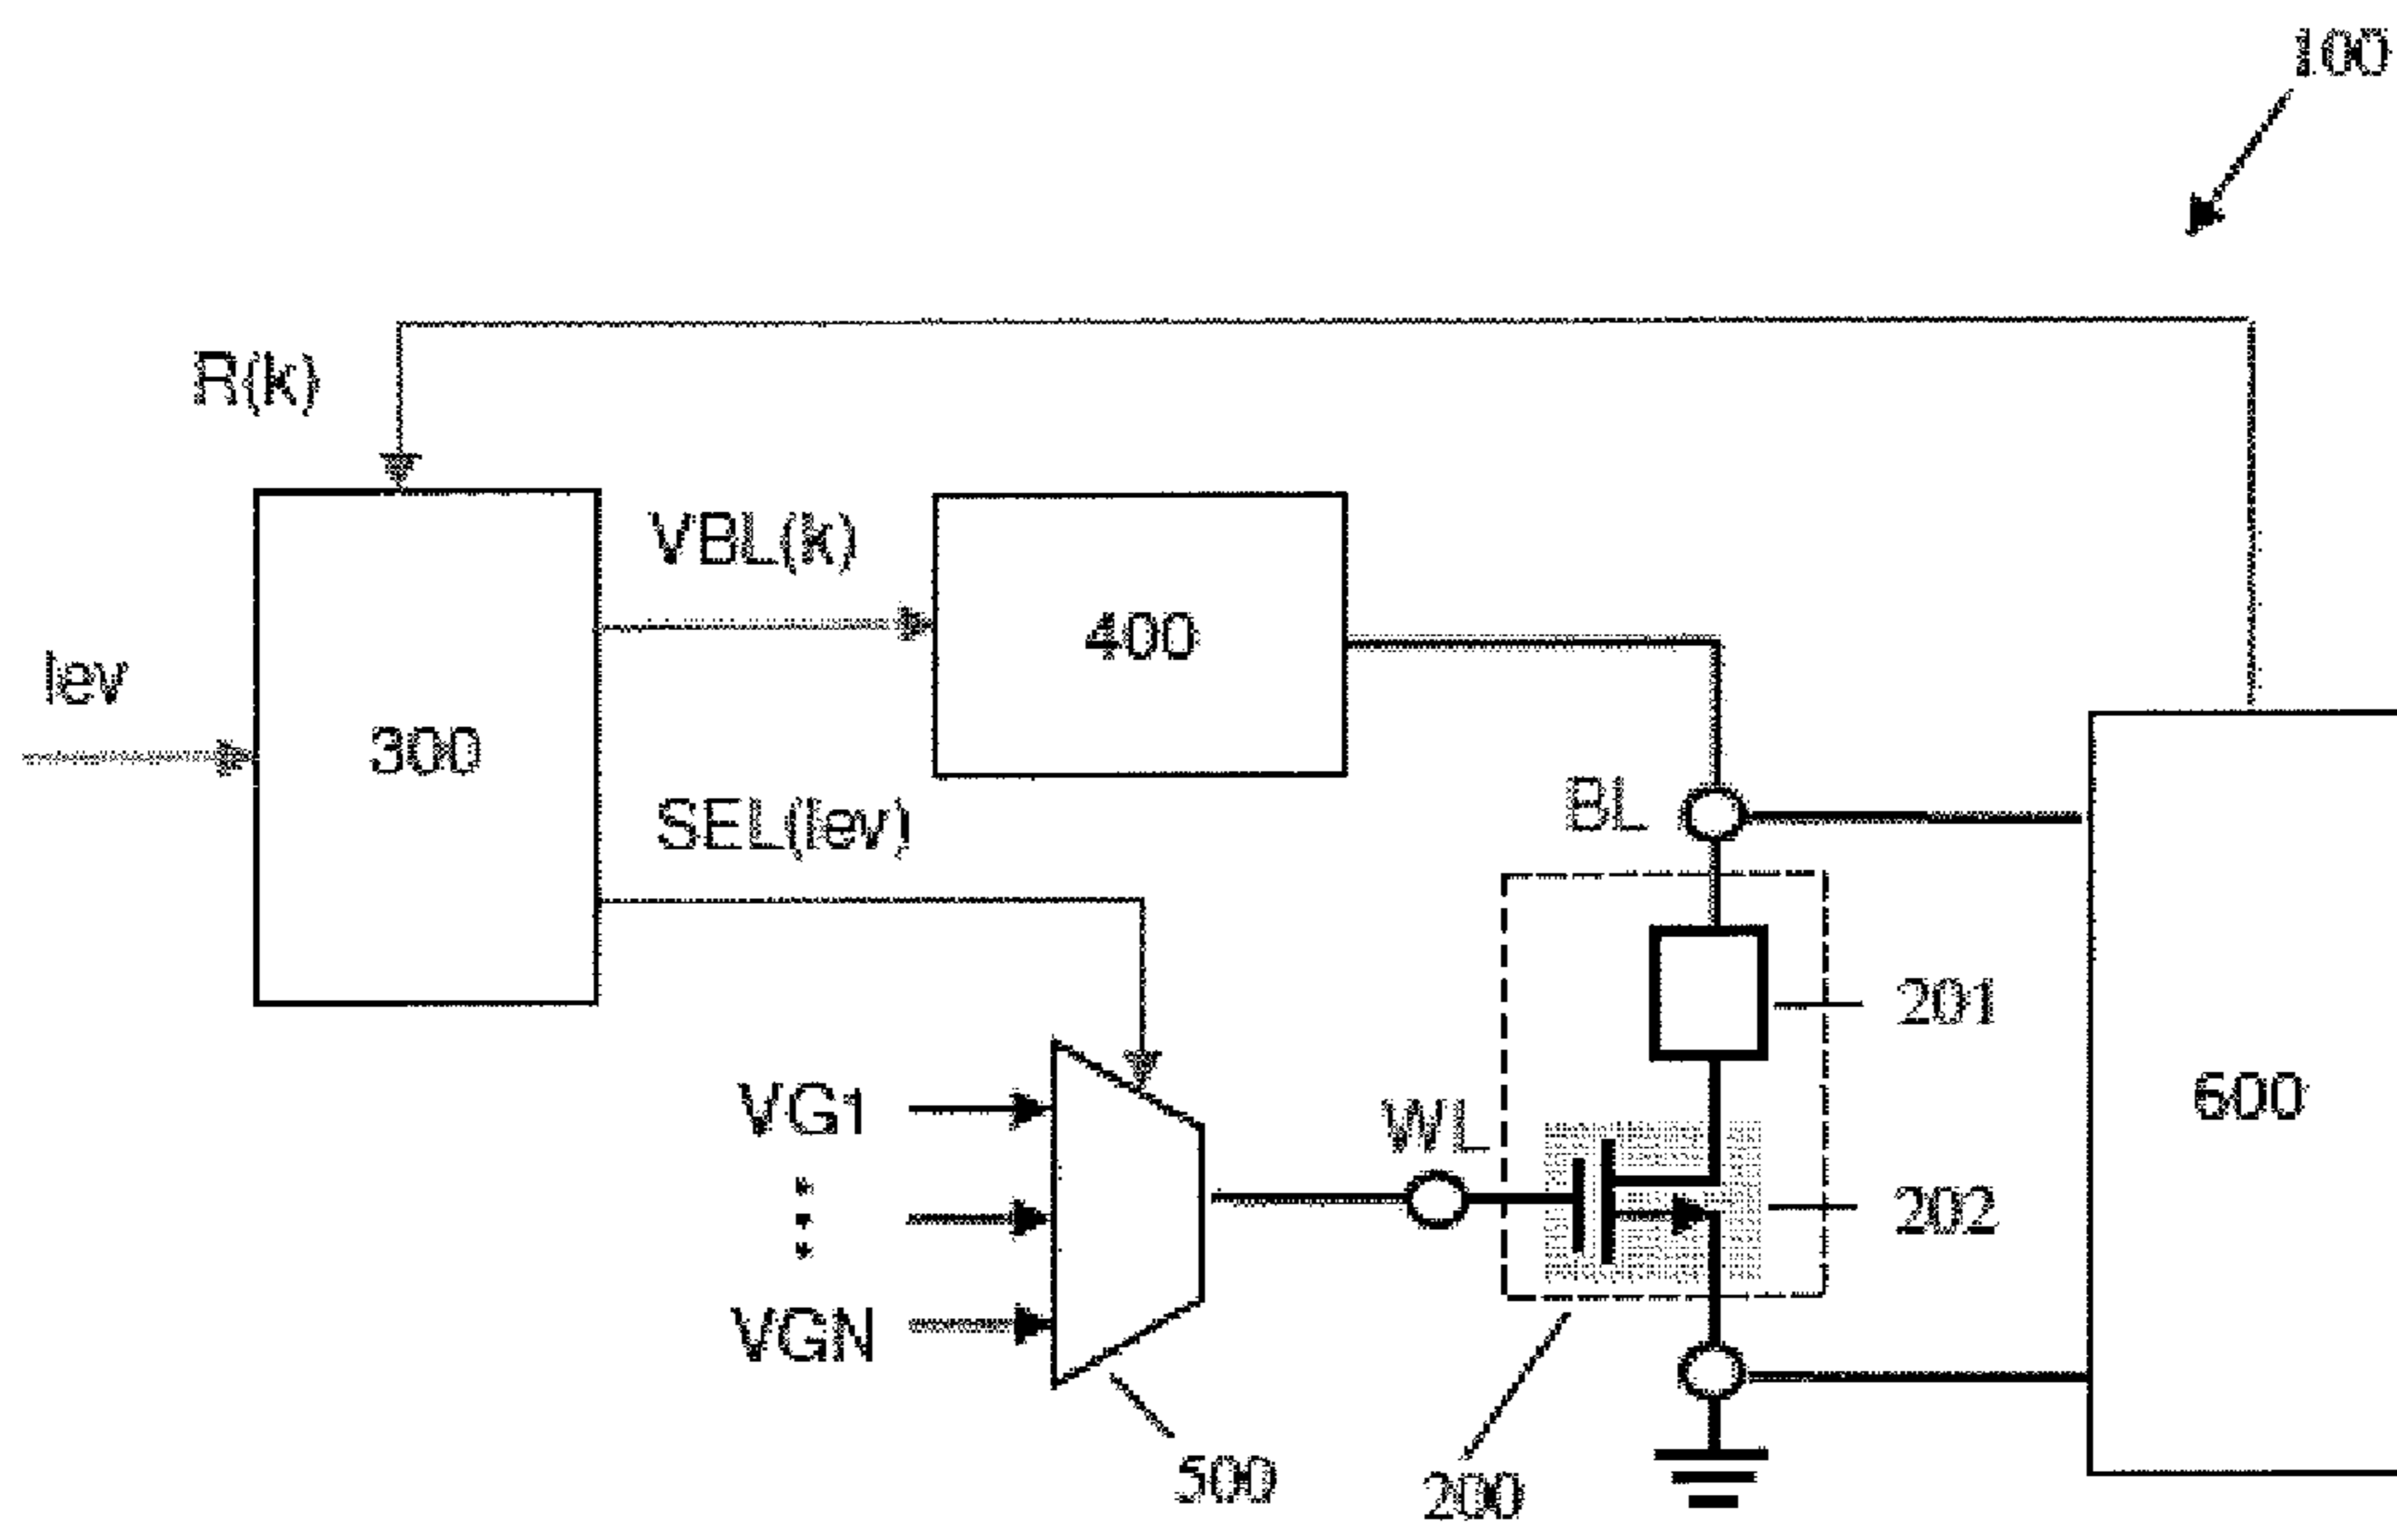 100
R(k)
VBL(k)
400
lev
300
BL
SEL(lev)
201
VG1
WL
600
202
VGN
500
200